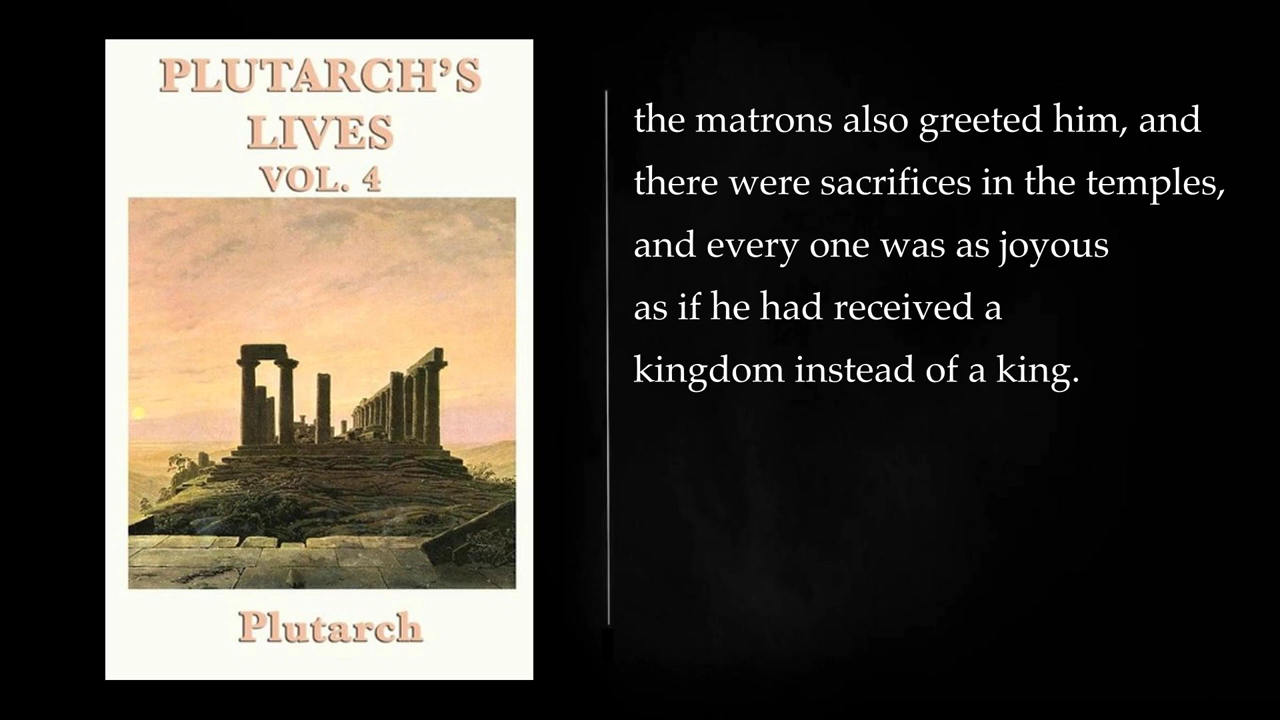 PLUTARCH'S
LIVES
VOL. 4
Plutarch
the matrons also greeted him, and
there were sacrifices in the temples,
and every one was as joyous
as if he had received a
kingdom instead of a king.